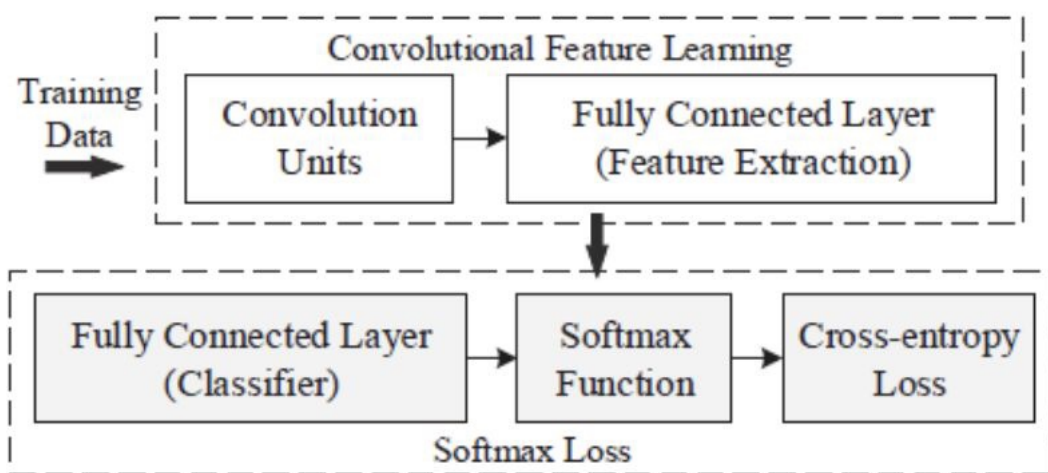 Convolutional Feature Learning
Training
Data
Convolution
Units
Fully Connected Layer
(Feature Extraction)
Fully Connected Layer
(Classifier)
Softmax
Function
Cross-entropy
Loss
Softmax Loss